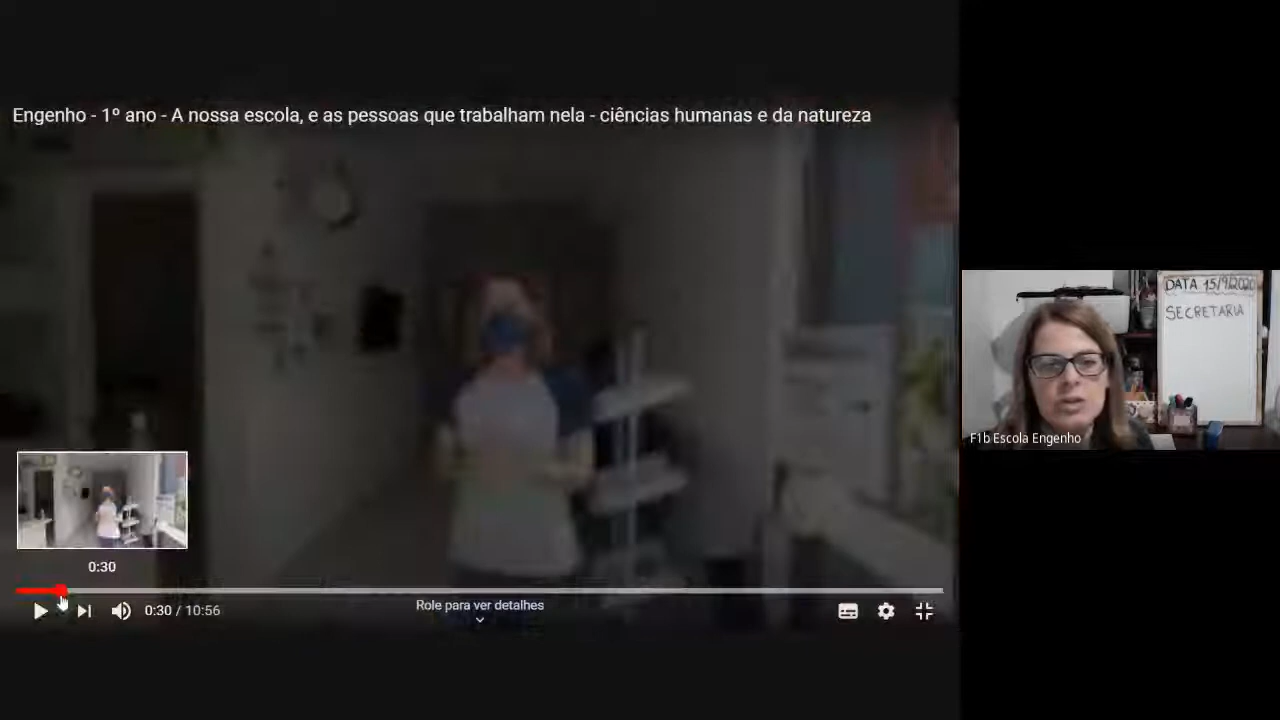 Engenho - 1º ano - A nossa escola, e as pessoas que trabalham nela - ciências humanas e da natureza
DATA 15/9/2020
SECRETARIA
F1b Escola Engenho
0:30
0:30 / 10:56
Role para ver detalhes